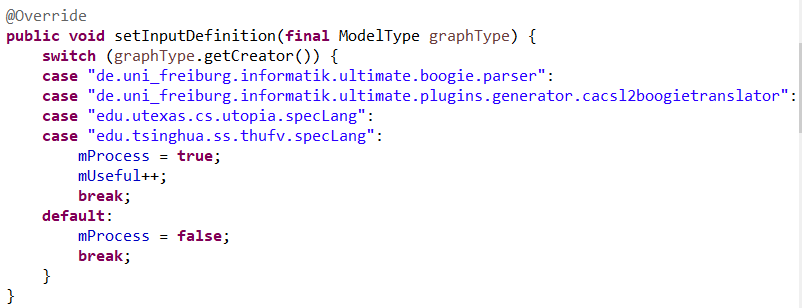 @Override
public void setInputDefinition(final ModelType graphType) {
    switch (graphType.getCreator()) {
    case "de.uni_freiburg.informatik.ultimate.boogie.parser":
    case "de.uni_freiburg.informatik.ultimate.plugins.generator.cacsl2boogietranslator":
    case "edu.utexas.cs.utopia.specLang":
    case "edu.tsinghua.ss.thufv.specLang":
        mProcess = true;
        mUseful++;
        break;
    default:
        mProcess = false;
        break;
    }
}